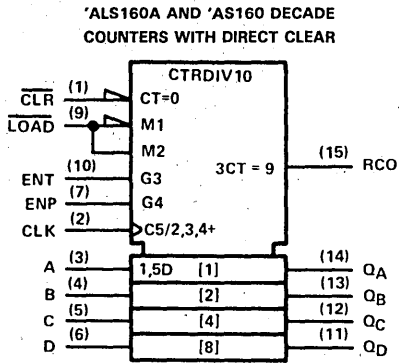 'ALS160A AND 'AS160 DECADE
COUNTERS WITH DIRECT CLEAR
CTRDIV10
CLR (1) CT=0
LOAD (9) M1
M2
ENT (10) G3 3CT = 9 (15) RCO
ENP (7) G4
CLK (2) C5/2,3,4+
A (3) 1,5D [1] (14) QA
B (4) [2] (13) QB
C (5) [4] (12) QC
D (6) [8] (11) QD